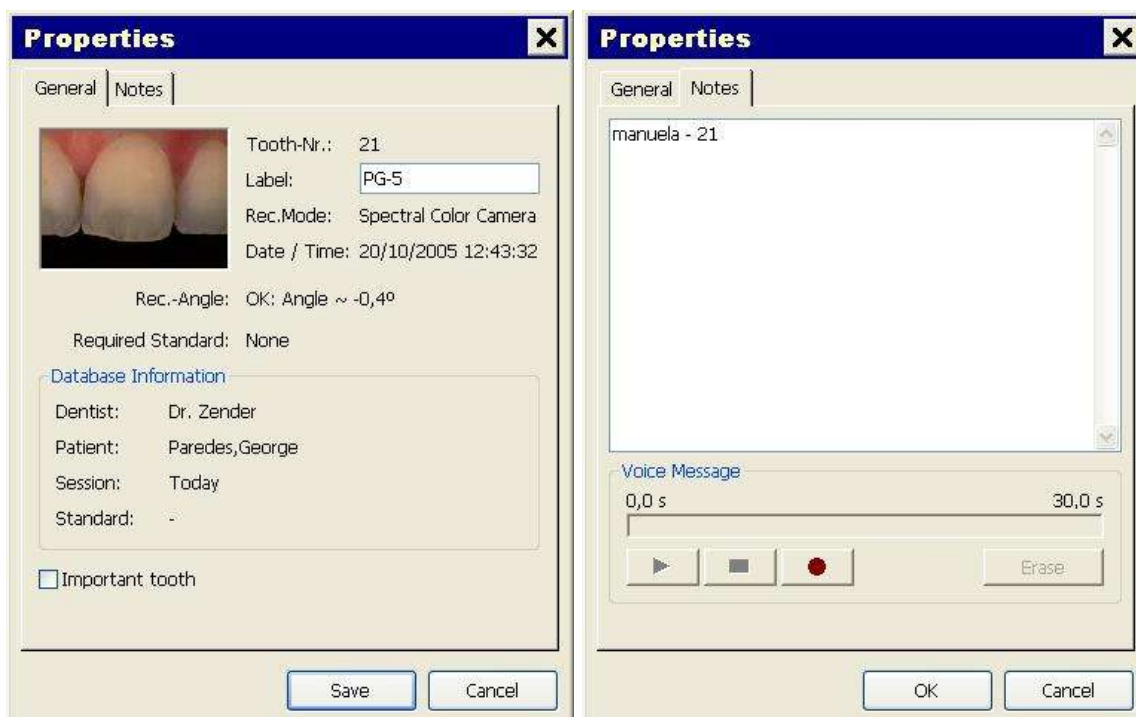 Properties
General Notes
Tooth-Nr.: 21
Label: PG-5
Rec.Mode: Spectral Color Camera
Date / Time: 20/10/2005 12:43:32
Rec.-Angle: OK: Angle ~ -0,4º
Required Standard: None
Database Information
Dentist: Dr. Zender
Patient: Paredes,George
Session: Today
Standard: -
Important tooth
Save Cancel
Properties
General Notes
manuela - 21
Voice Message
0,0 s 30,0 s
Erase
OK Cancel